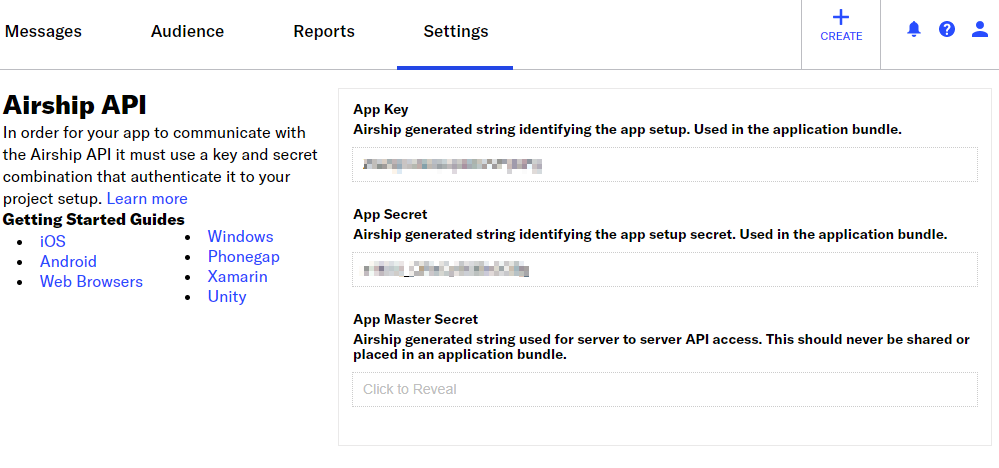 Messages
Audience
Reports
Settings
CREATE
Airship API
In order for your app to communicate with
the Airship API it must use a key and secret
combination that authenticate it to your
project setup. Learn more
Getting Started Guides
iOS
Android
Web Browsers
Windows
Phonegap
Xamarin
Unity
App Key
Airship generated string identifying the app setup. Used in the application bundle.
App Secret
Airship generated string identifying the app setup secret. Used in the application bundle.
App Master Secret
Airship generated string used for server to server API access. This should never be shared or
placed in an application bundle.
Click to Reveal